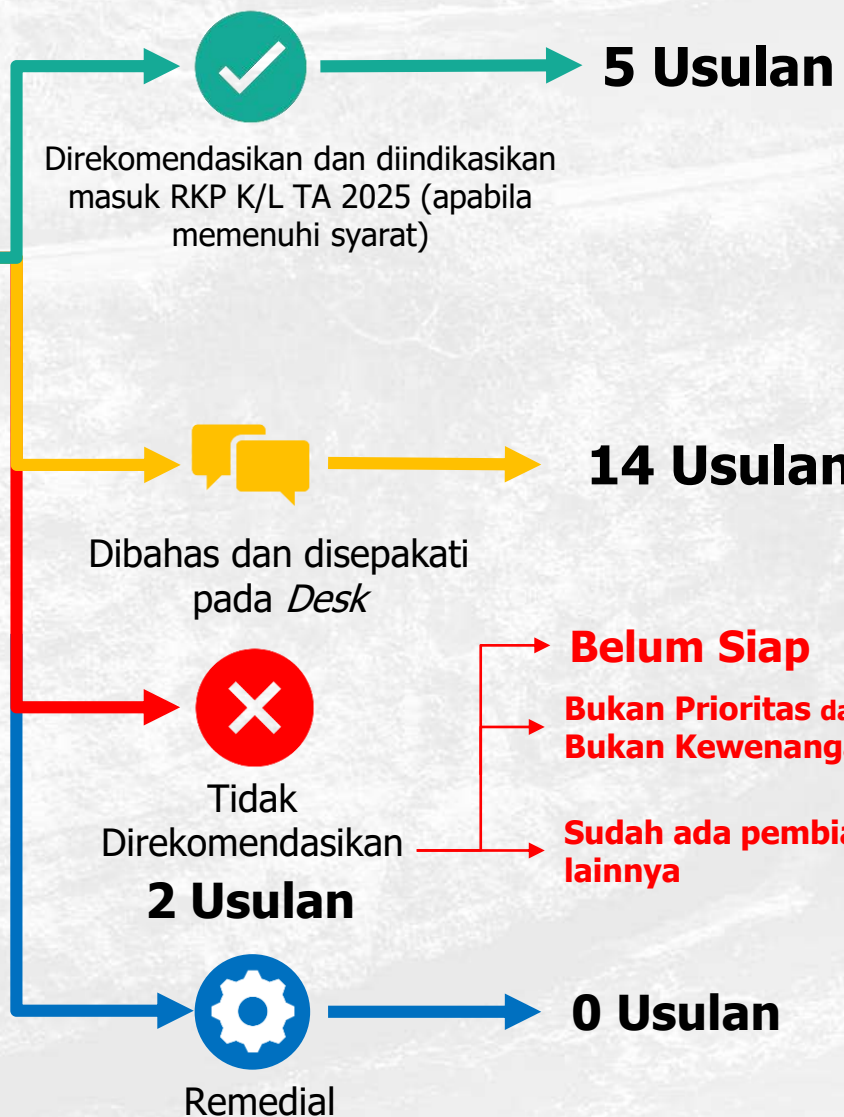 5 Usulan
Direkomendasikan dan diindikasikan
masuk RKP K/L TA 2025 (apabila
memenuhi syarat)
14 Usulan
Dibahas dan disepakati
pada Desk
Belum Siap
Bukan Prioritas
Bukan
Tidak
Direkomendasikan
Sudah ada
lainnya
2 Usulan
0 Usulan
Remedial